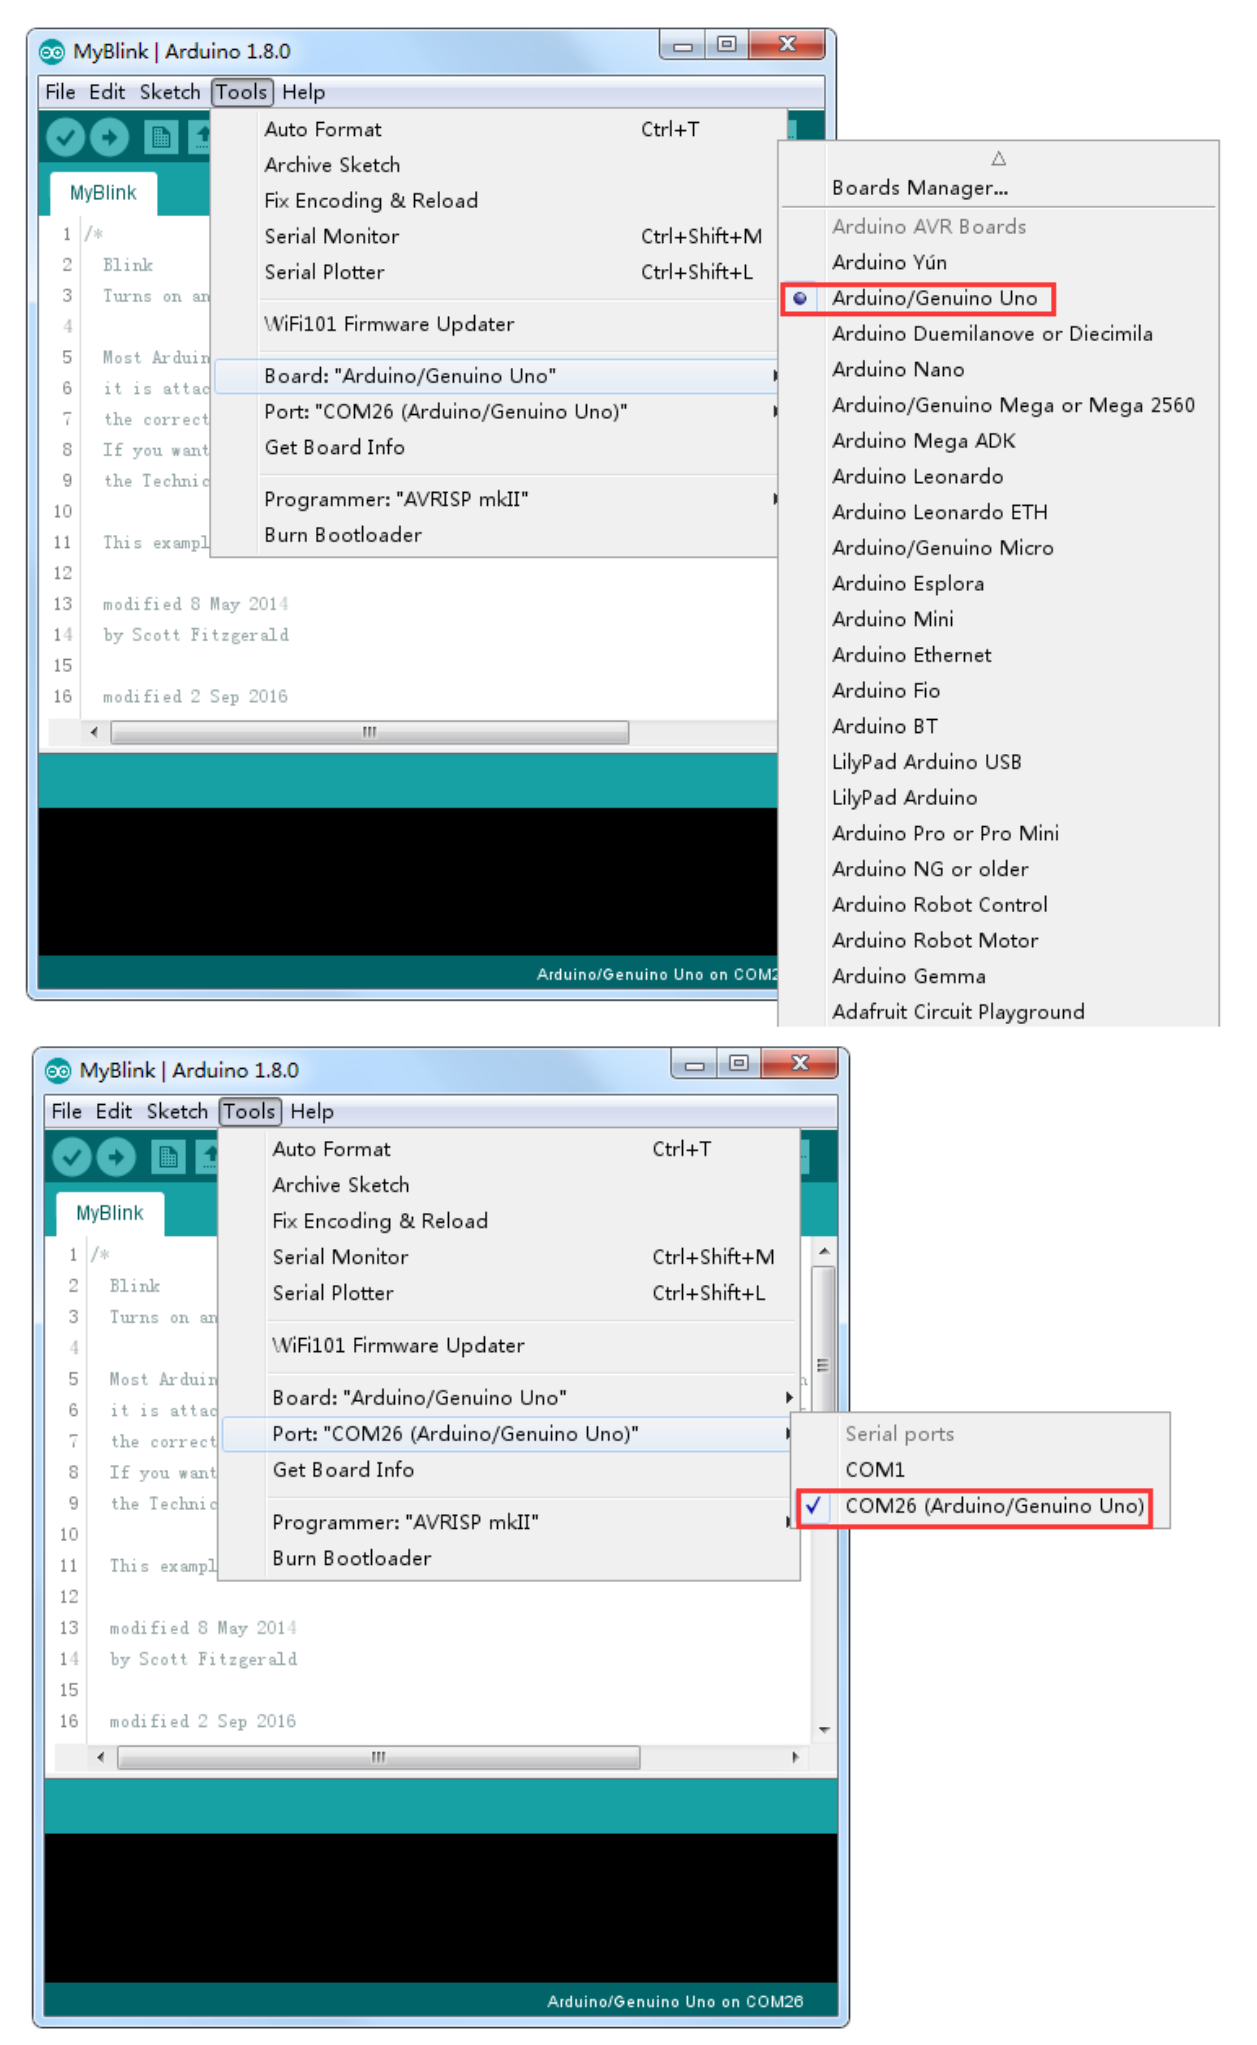 MyBlink | Arduino 1.8.0
File Edit Sketch Tools Help
Auto Format Ctrl+T
Archive Sketch
Fix Encoding & Reload
Serial Monitor Ctrl+Shift+M
Serial Plotter Ctrl+Shift+L
WiFi101 Firmware Updater
Board: "Arduino/Genuino Uno"
Port: "COM26 (Arduino/Genuino Uno)"
Get Board Info
Programmer: "AVRISP mkII"
Burn Bootloader
Boards Manager...
Arduino AVR Boards
Arduino Yún
Arduino/Genuino Uno
Arduino Duemilanove or Diecimila
Arduino Nano
Arduino/Genuino Mega or Mega 2560
Arduino Mega ADK
Arduino Leonardo
Arduino Leonardo ETH
Arduino/Genuino Micro
Arduino Esplora
Arduino Mini
Arduino Ethernet
Arduino Fio
Arduino BT
LilyPad Arduino USB
LilyPad Arduino
Arduino Pro or Pro Mini
Arduino NG or older
Arduino Robot Control
Arduino Robot Motor
Arduino Gemma
Adafruit Circuit Playground
MyBlink
1 /*
2 Blink
3 Turns on an
4
5 Most Arduin
6 it is attac
7 the correct
8 If you want
9 the Technic
10
11 This exampl
12
13 modified 8 May 2014
14 by Scott Fitzgerald
15
16 modified 2 Sep 2016
Arduino/Genuino Uno on COM2
MyBlink | Arduino 1.8.0
File Edit Sketch Tools Help
Auto Format Ctrl+T
Archive Sketch
Fix Encoding & Reload
Serial Monitor Ctrl+Shift+M
Serial Plotter Ctrl+Shift+L
WiFi101 Firmware Updater
Board: "Arduino/Genuino Uno"
Port: "COM26 (Arduino/Genuino Uno)"
Get Board Info
Programmer: "AVRISP mkII"
Burn Bootloader
Serial ports
COM1
COM26 (Arduino/Genuino Uno)
MyBlink
1 /*
2 Blink
3 Turns on an
4
5 Most Arduin
6 it is attac
7 the correct
8 If you want
9 the Technic
10
11 This exampl
12
13 modified 8 May 2014
14 by Scott Fitzgerald
15
16 modified 2 Sep 2016
Arduino/Genuino Uno on COM26